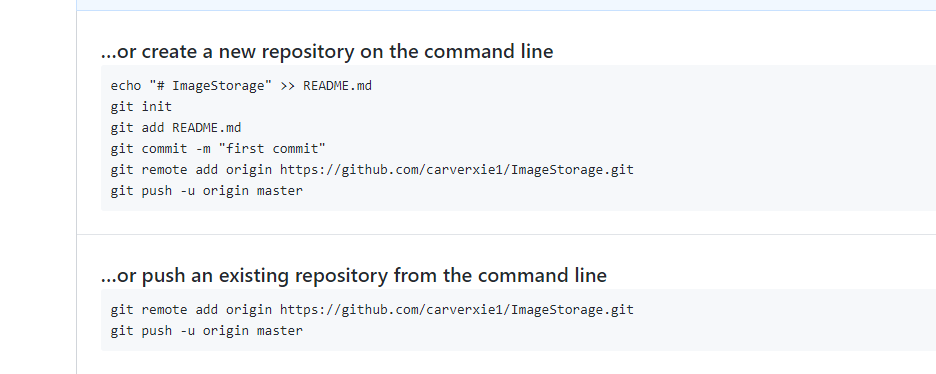 ...or create a new repository on the command line
echo "# ImageStorage" >> README.md
git init
git add README.md
git commit -m "first commit"
git remote add origin https://github.com/carverxie1/ImageStorage.git
git push -u origin master
...or push an existing repository from the command line
git remote add origin https://github.com/carverxie1/ImageStorage.git
git push -u origin master